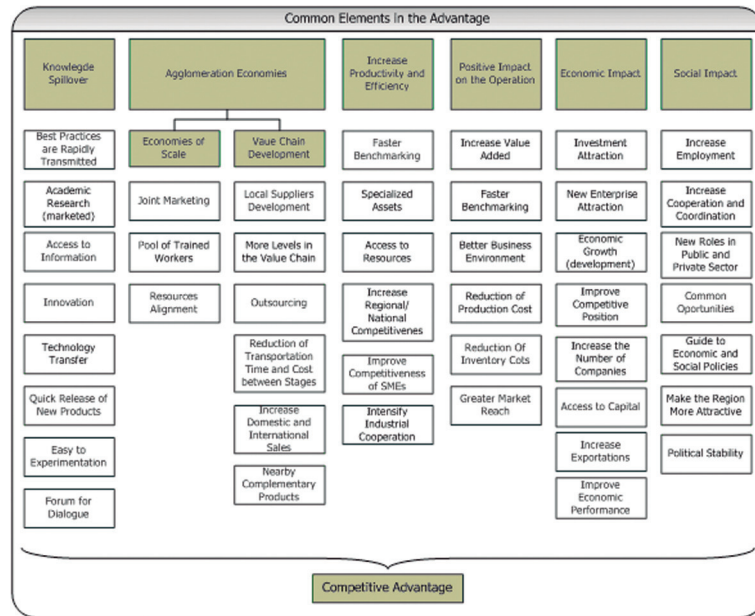 Common Elements in the Advantage
Knowlegde
Spillover
Best Practices
are Rapidly
Transmitted
Academic
Research
(marketed)
Access to
Information
Innovation
Technology
Transfer
Quick Release of
New Products
Easy to
Experimentation
Forum for
Dialogue
Agglomeration Economies
Economies of
Scale
Joint Marketing
Pool of Trained
Workers
Resources
Alignment
Vaue Chain
Development
Local Suppliers
Development
More Levels in
the Value Chain
Outsourcing
Reduction of
Transportation
Time and Cost
between Stages
Increase
Domestic and
International
Sales
Nearby
Complementary
Products
Increase
Productivity and
Efficiency
Faster
Benchmarking
Specialized
Assets
Access to
Resources
Increase
Regional/
National
Competitivenes
Improve
Competitiveness
of SMEs
Intensify
Industrial
Cooperation
Positive Impact
on the Operation
Increase Value
Added
Faster
Benchmarking
Better Business
Environment
Reduction of
Production Cost
Reduction Of
Inventory Cots
Greater Market
Reach
Economic Impact
Investment
Attraction
New Enterprise
Attraction
Economic
Growth
(development)
Improve
Competitive
Position
Increase the
Number of
Companies
Access to Capital
Increase
Exportations
Improve
Economic
Performance
Social Impact
Increase
Employment
Increase
Cooperation and
Coordination
New Roles in
Public and
Private Sector
Common
Oportunities
Guide to
Economic and
Social Policies
Make the Region
More Attractive
Political Stability
Competitive Advantage